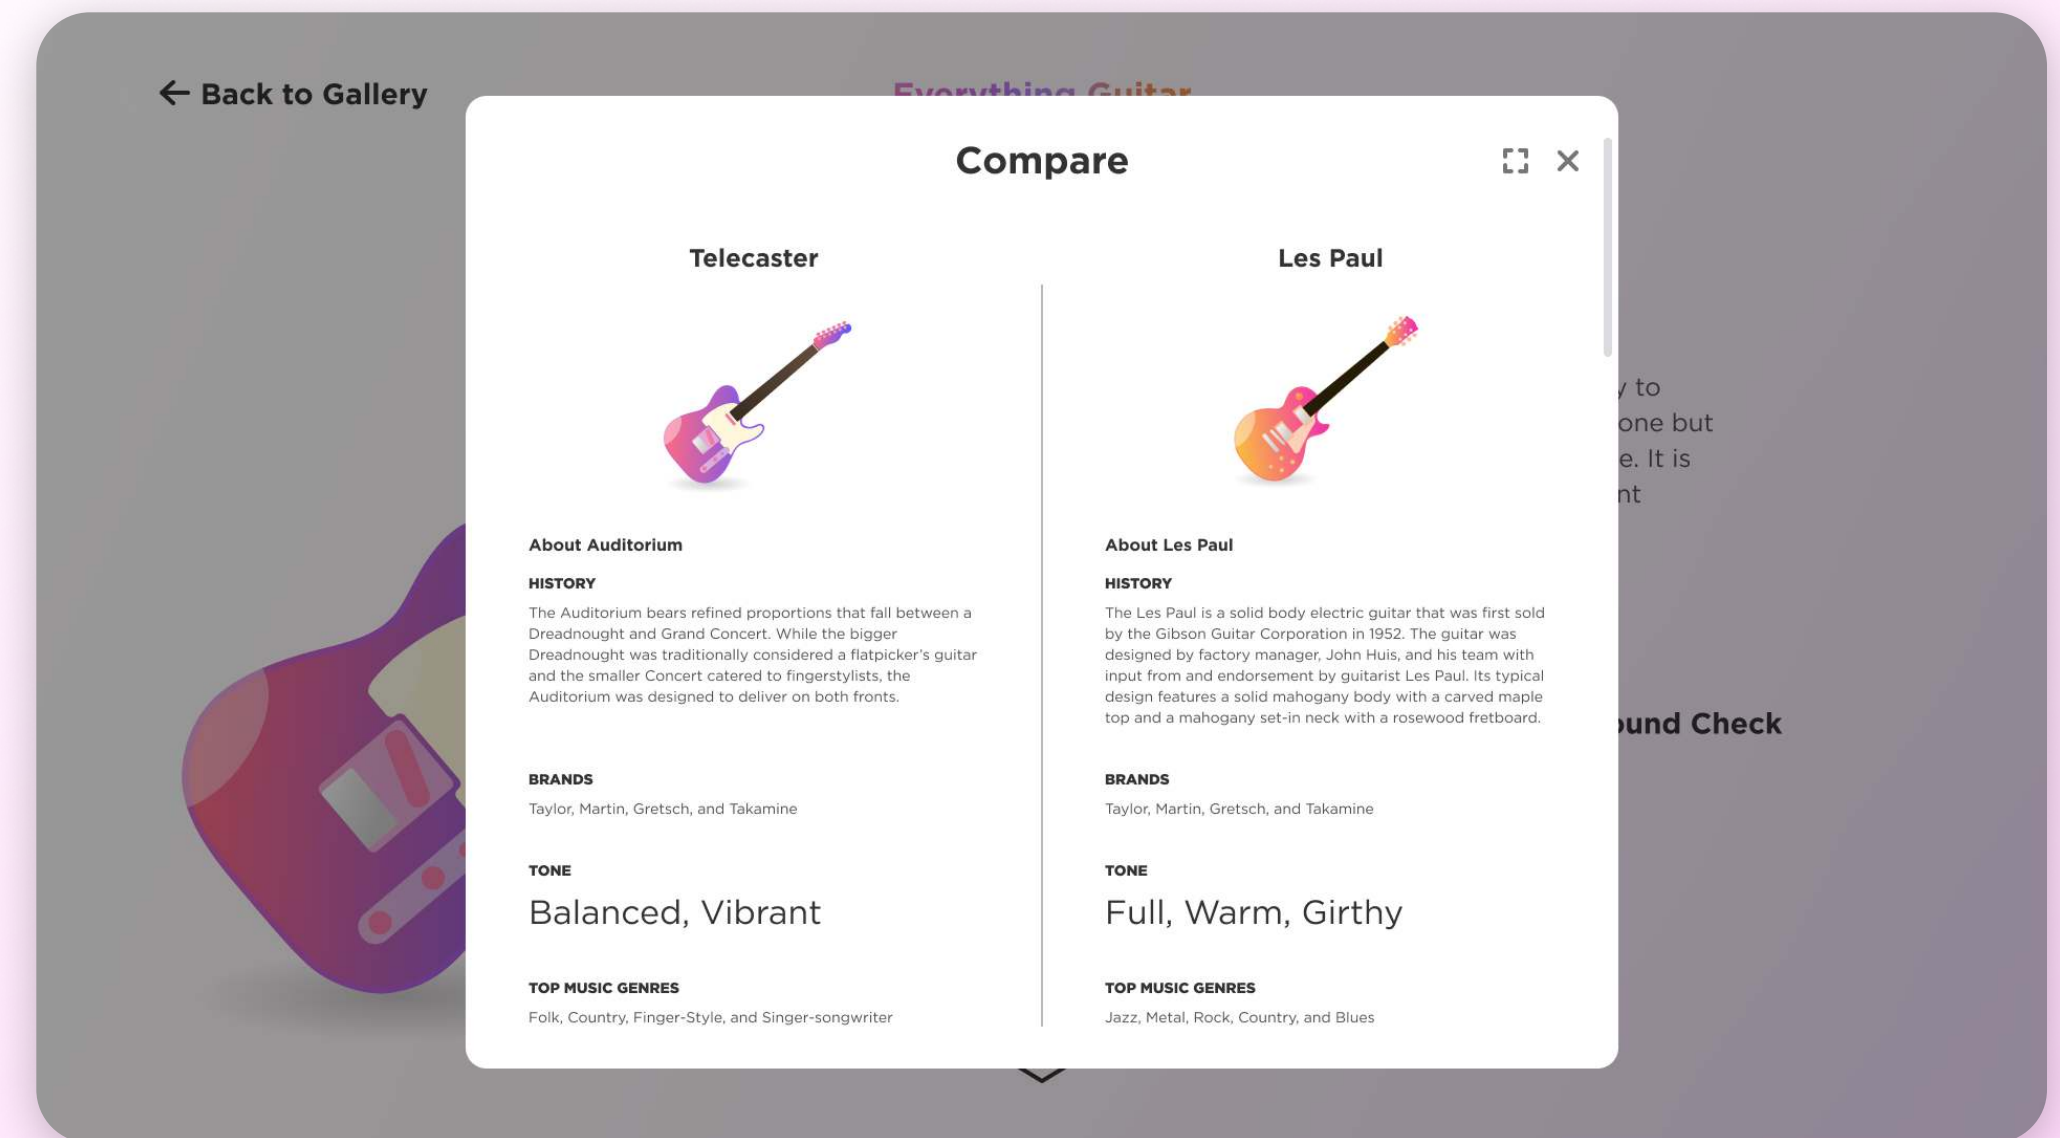 ← Back to Gallery
Everything Guitar
Compare
Telecaster
About Auditorium
HISTORY
The Auditorium bears refined proportions that fall between a
Dreadnought and Grand Concert. While the bigger
Dreadnought was traditionally considered a flatpicker's guitar
and the smaller Concert catered to fingerstylists, the
Auditorium was designed to deliver on both fronts.
BRANDS
Taylor, Martin, Gretsch, and Takamine
TONE
Balanced, Vibrant
TOP MUSIC GENRES
Folk, Country, Finger-Style, and Singer-songwriter
Les Paul
About Les Paul
HISTORY
The Les Paul is a solid body electric guitar that was first sold
by the Gibson Guitar Corporation in 1952. The guitar was
designed by factory manager, John Huis, and his team with
input from and endorsement by guitarist Les Paul. Its typical
design features a solid mahogany body with a carved maple
top and a mahogany set-in neck with a rosewood fretboard.
BRANDS
Taylor, Martin, Gretsch, and Takamine
TONE
Full, Warm, Girthy
TOP MUSIC GENRES
Jazz, Metal, Rock, Country, and Blues
to
but
It is
Check